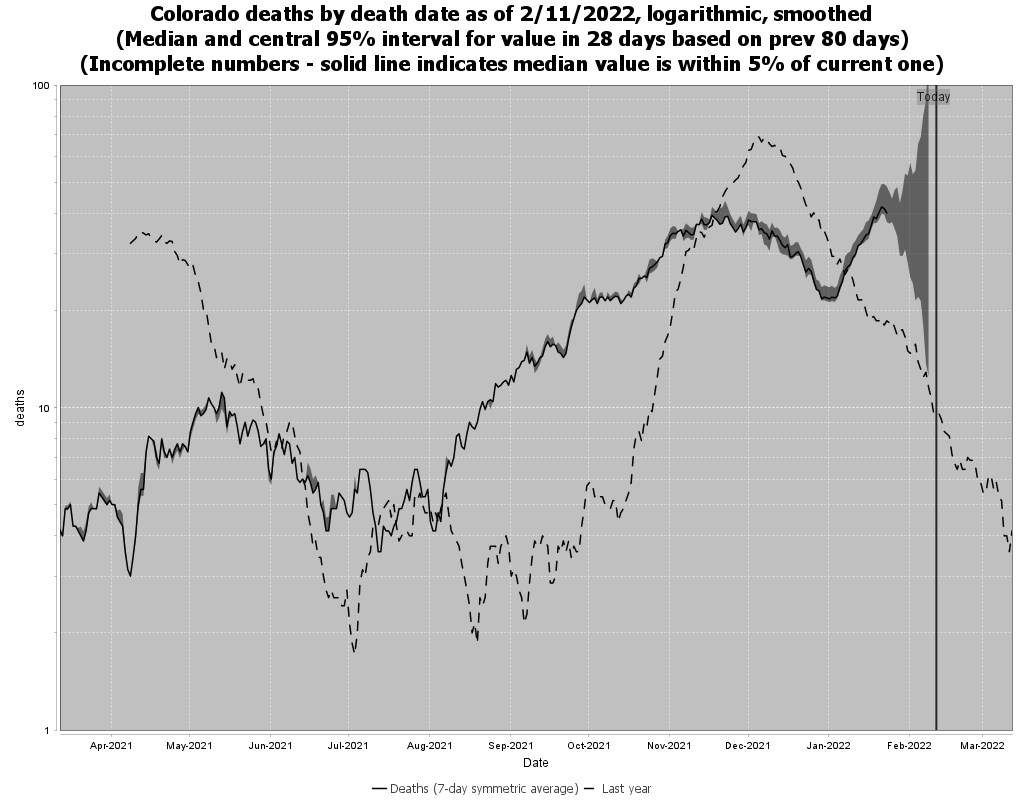 Colorado deaths by death date as of 2/11/2022, logarithmic, smoothed
(Median and central 95% interval for value in 28 days based on prev 80 days)
(Incomplete numbers - solid line indicates median value is within 5% of current one)
Today
100
10
1
deaths
Apr-2021 May-2021 Jun-2021 Jul-2021 Aug-2021 Sep-2021 Oct-2021 Nov-2021 Dec-2021 Jan-2022 Feb-2022 Mar-2022
Date
Deaths (7-day symmetric average) Last year